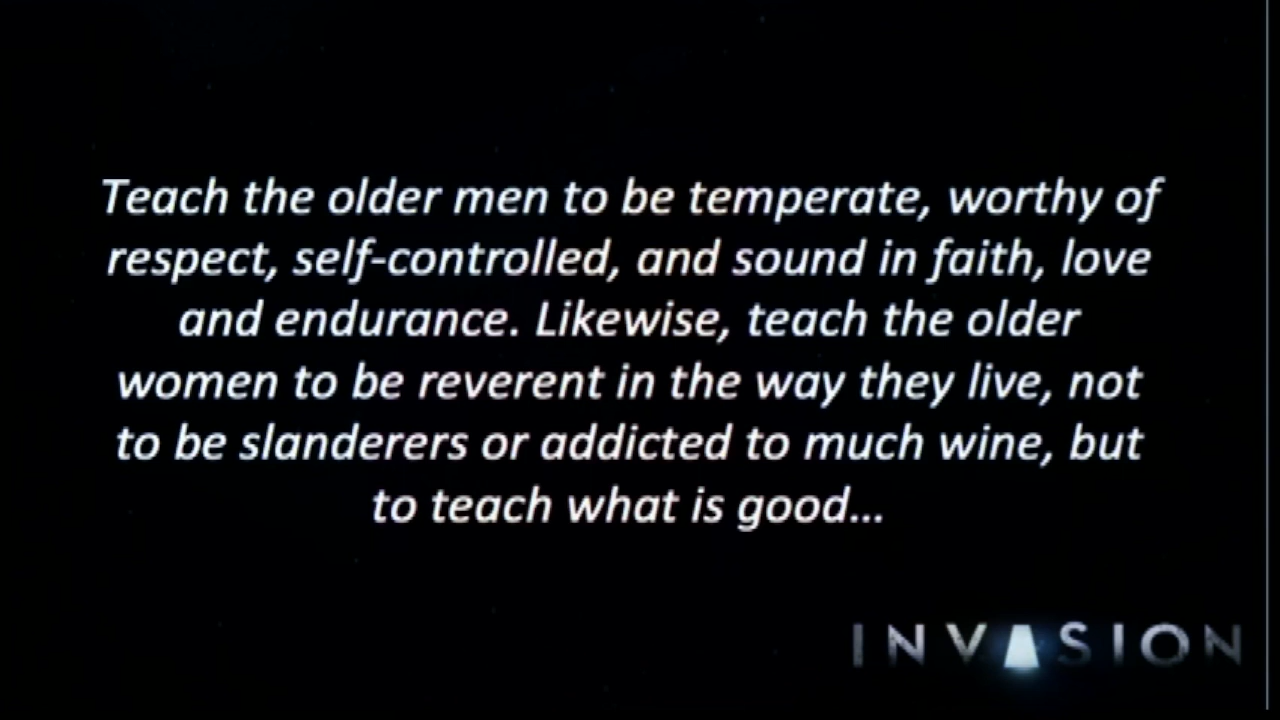 Teach the older men to be temperate, worthy of
respect, self-controlled, and sound in faith, love
and endurance. Likewise, teach the older
women to be reverent in the way they live, not
to be slanderers or addicted to much wine, but
to teach what is good...
INVASION